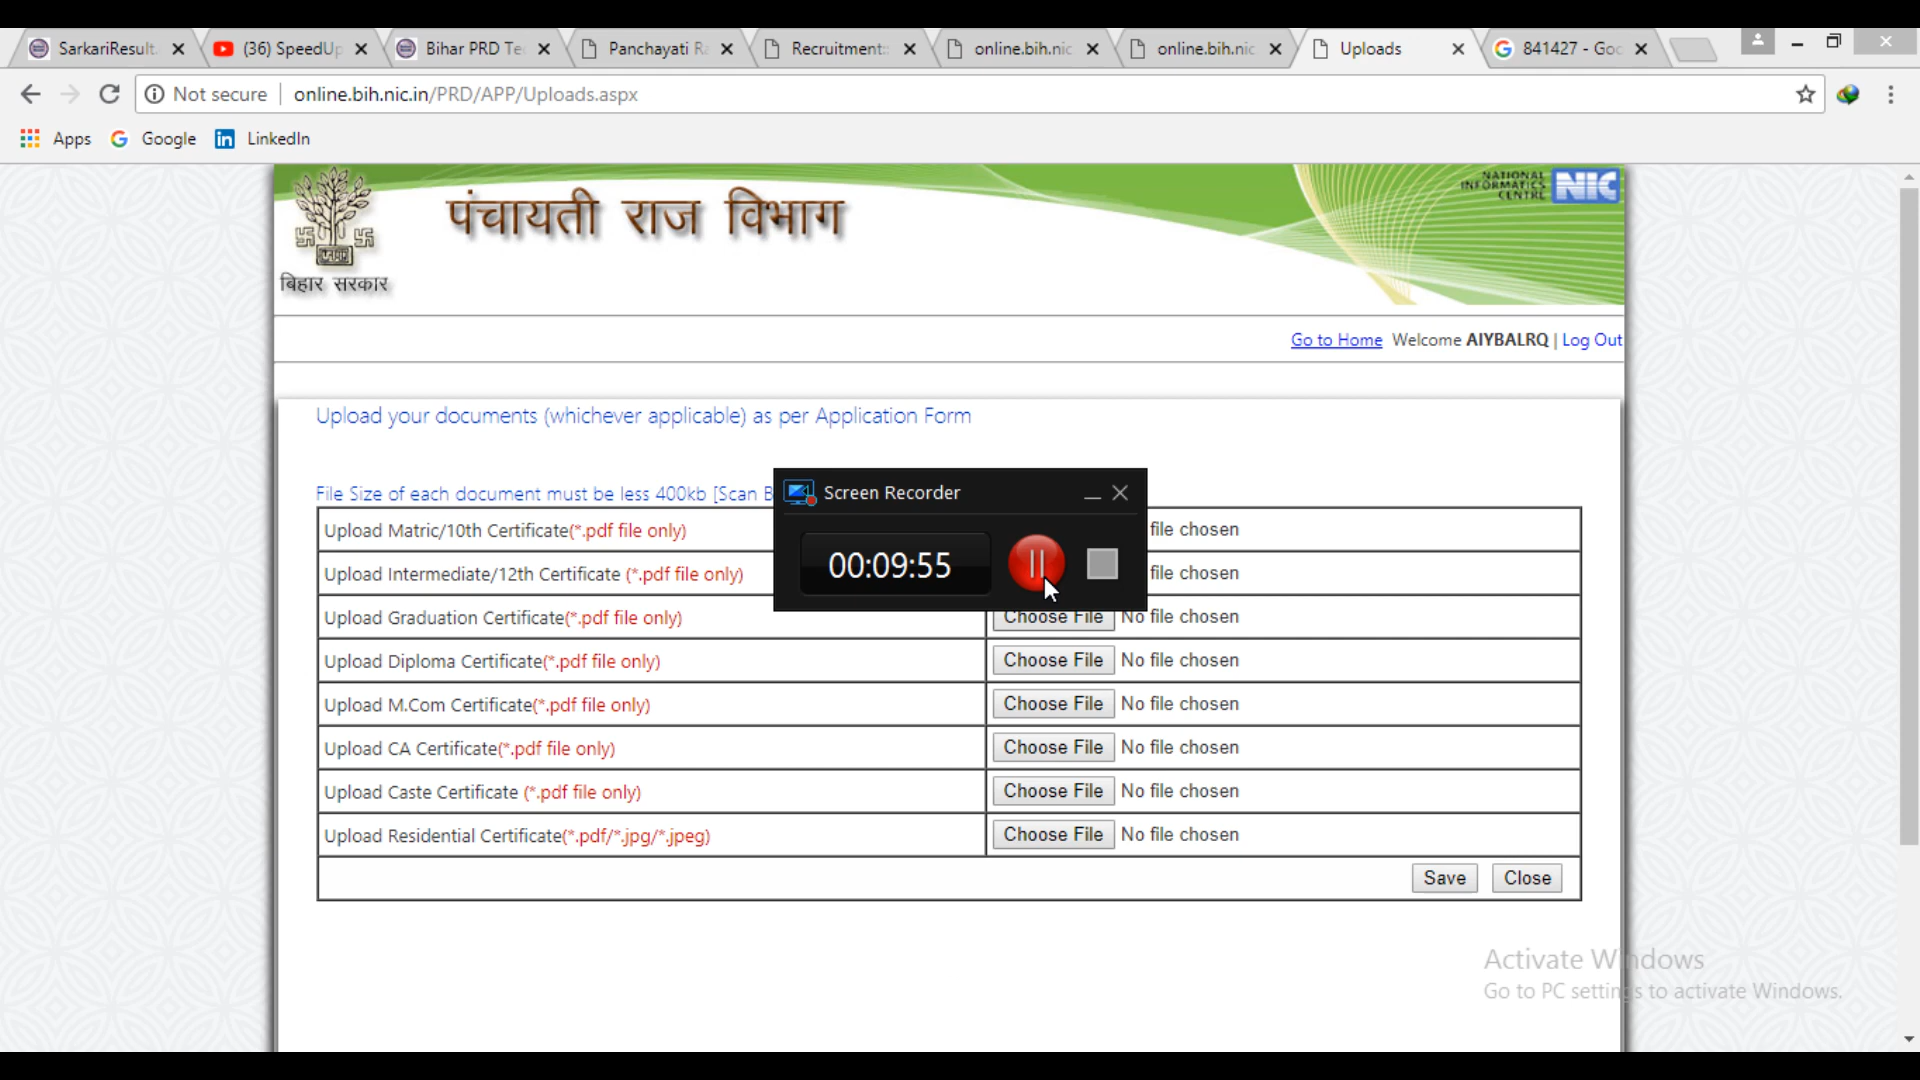 SarkariResult (36) SpeedUp Bihar PRD Te Panchayati R Recruitment: online.bih.nic online.bih.nic Uploads 841427 - Goo
Not secure online.bih.nic.in/PRD/APP/Uploads.aspx
Apps Google LinkedIn
पंचायती राज विभाग
बिहार सरकार
NATIONAL
INFORMATICS
CENTRE
NIC
Go to Home Welcome AIYBALRQ | Log Out
Upload your documents (whichever applicable) as per Application Form
File Size of each document must be less 400kb [Scan B
Screen Recorder
00:09:55
Upload Matric/10th Certificate(*.pdf file only) file chosen
Upload Intermediate/12th Certificate (*.pdf file only) file chosen
Upload Graduation Certificate(*.pdf file only) Choose File No file chosen
Upload Diploma Certificate(*.pdf file only) Choose File No file chosen
Upload M.Com Certificate(*.pdf file only) Choose File No file chosen
Upload CA Certificate(*.pdf file only) Choose File No file chosen
Upload Caste Certificate (*.pdf file only) Choose File No file chosen
Upload Residential Certificate(*.pdf/*.jpg/*.jpeg) Choose File No file chosen
Save Close
Activate Windows
Go to PC settings to activate Windows.